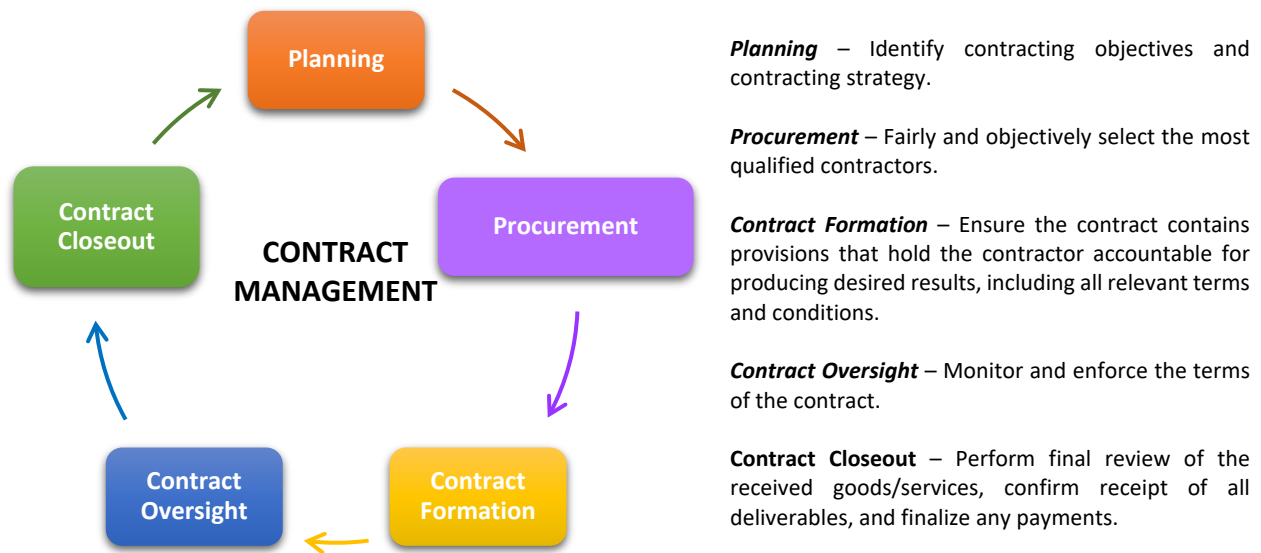 Planning
Procurement
Contract
Formation
Contract
Oversight
Contract
Closeout
CONTRACT
MANAGEMENT
Planning – Identify contracting objectives and
contracting strategy.
Procurement – Fairly and objectively select the most
qualified contractors.
Contract Formation – Ensure the contract contains
provisions that hold the contractor accountable for
producing desired results, including all relevant terms
and conditions.
Contract Oversight – Monitor and enforce the terms
of the contract.
Contract Closeout – Perform final review of the
received goods/services, confirm receipt of all
deliverables, and finalize any payments.